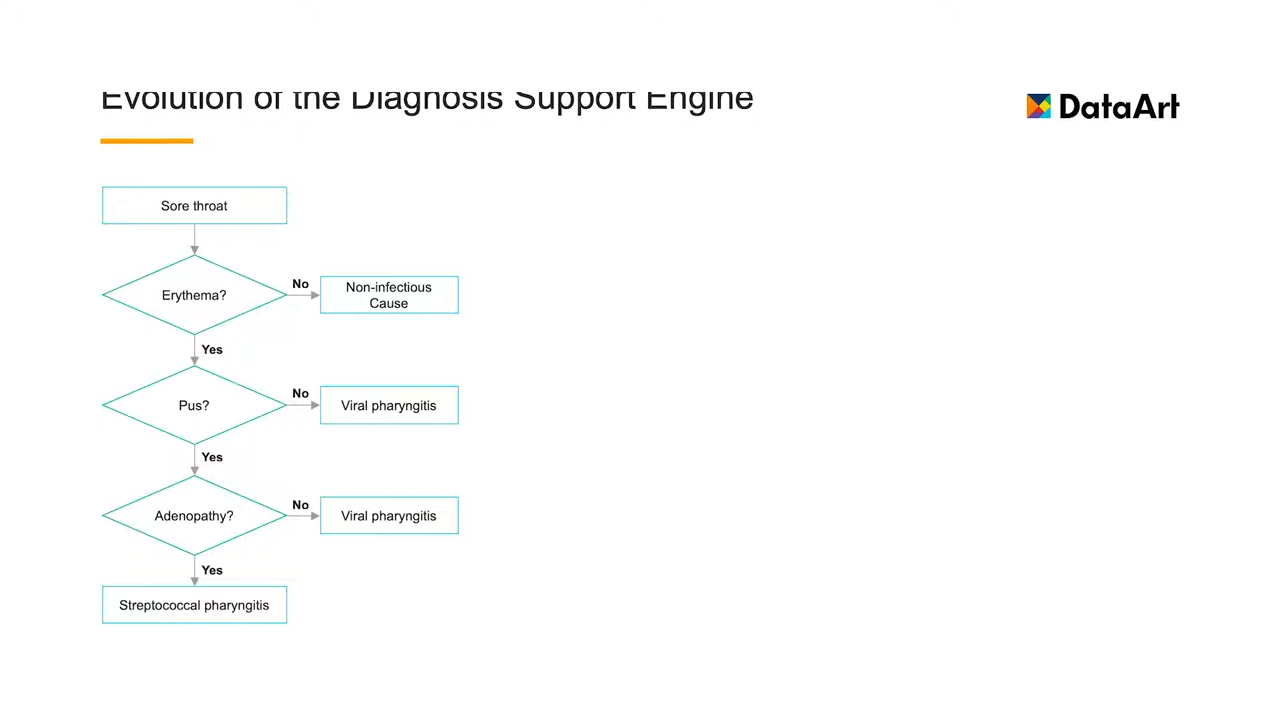 Evolution of the Diagnosis Support Engine
DataArt
Sore throat
Erythema?
No
Non-infectious
Cause
Yes
Pus?
No
Viral pharyngitis
Yes
Adenopathy?
No
Viral pharyngitis
Yes
Streptococcal pharyngitis